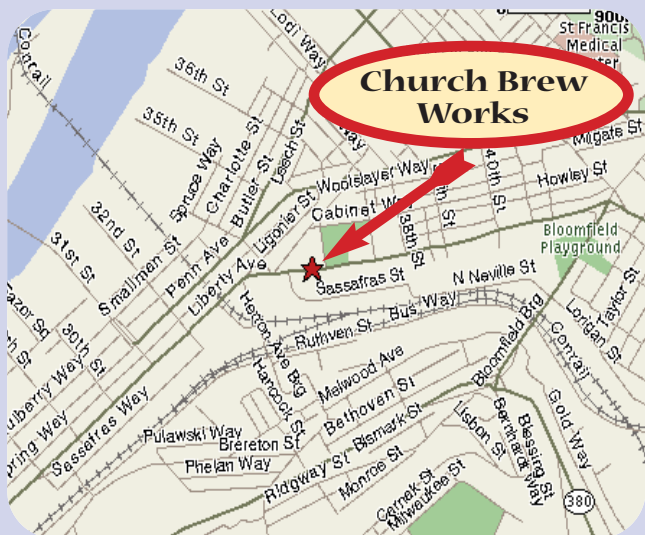 Lodi Way
900
St Francis
Medical
Conrail
Church Brew
Works
36th St
35th St
Charlotte St
Leech St
Way
Spruce Way
Butler St
Woolslayer Way
40th St
Milgate St
Howley St
Ligonier St
Cabinet Way
38th St
Bloomfield
Playground
32nd St
31st St
Smallman St
Penn Ave
Liberty Ave
Sassafras St
N Neville St
30th St
Herron Ave Brg
Bus Way
Ruthven St
Bloomfield Brg
Conrail
Lorigan St
Taylor St
Sassafras Way
Hancock St
Melwood Ave
Bethoven St
Bismark St
Pulawski Way
Brereton St
Phelan Way
Ridgway St
Monroe St
Lisbon St
Bernhardt Way
Blessing St
Gold Way
Cernak St
Milwaukee St
380